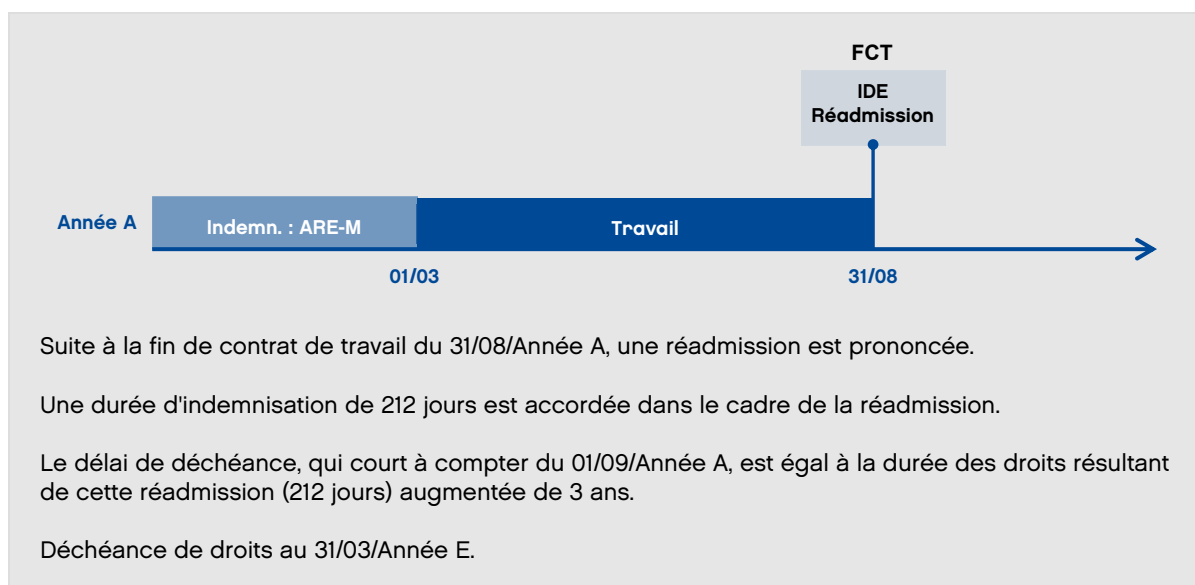 FCT
IDE
Réadmission
Année A
Indemn. : ARE-M
Travail
01/03
31/08
Suite à la fin de contrat de travail du 31/08/Année A, une réadmission est prononcée.
Une durée d'indemnisation de 212 jours est accordée dans le cadre de la réadmission.
Le délai de déchéance, qui court à compter du 01/09/Année A, est égal à la durée des droits résultant
de cette réadmission (212 jours) augmentée de 3 ans.
Déchéance de droits au 31/03/Année E.